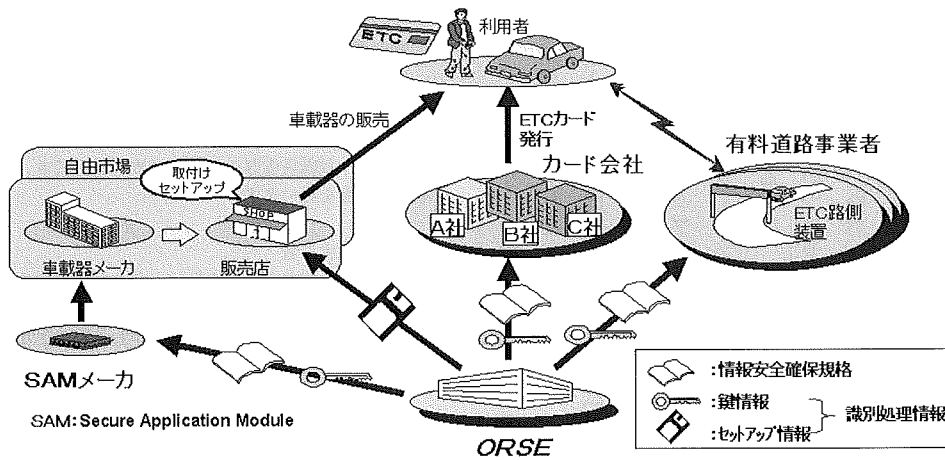 ETC
利用者
車載器の販売
ETCカード
発行
有料道路事業者
自由市場
取付け
セットアップ
カード会社
SHOP
A社
B社
C社
ETC路側
装置
車載器メーカ
販売店
SAMメーカ
SAM：Secure Application Module
ORSE
：情報安全確保規格
：鍵情報
：セットアップ情報
識別処理情報